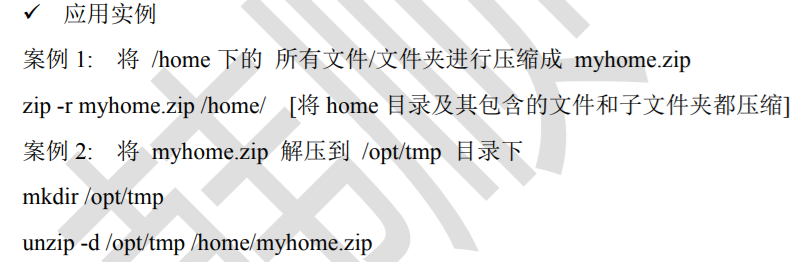 ✓ 应用实例
案例 1: 将 /home 下的 所有文件/文件夹进行压缩成 myhome.zip
zip -r myhome.zip /home/ [将 home 目录及其包含的文件和子文件夹都压缩]
案例 2: 将 myhome.zip 解压到 /opt/tmp 目录下
mkdir /opt/tmp
unzip -d /opt/tmp /home/myhome.zip